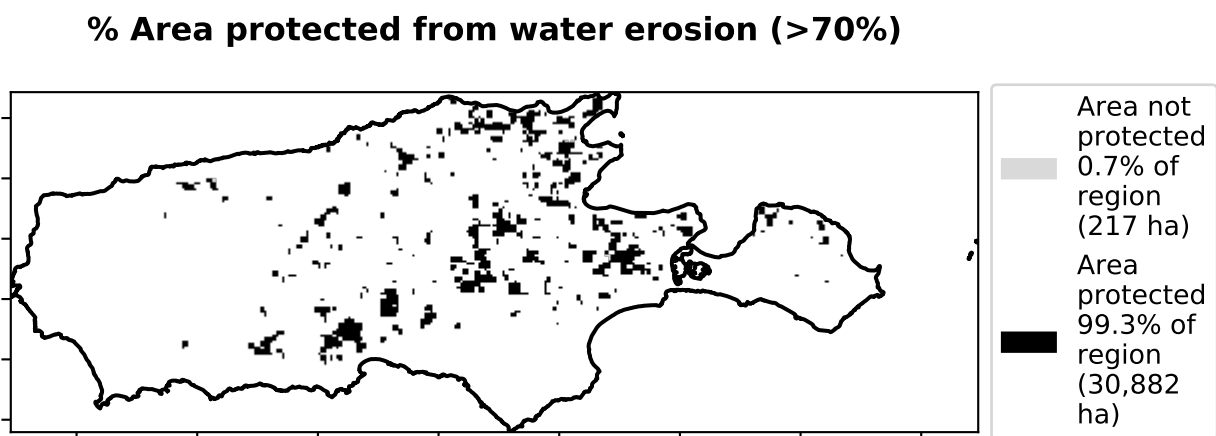 % Area protected from water erosion (>70%)
Area not
protected
0.7% of
region
(217 ha)
Area
protected
99.3% of
region
(30,882
ha)